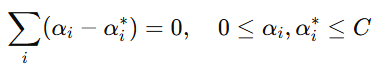 ∑_i (α_i − α_i^*) = 0, 0 ≤ α_i, α_i^* ≤ C